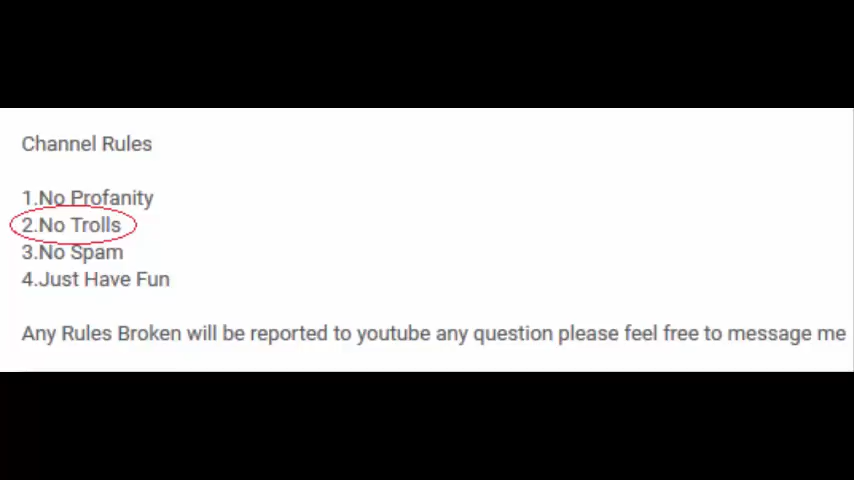 Channel Rules
1.No Profanity
2.No Trolls
3.No Spam
4.Just Have Fun
Any Rules Broken will be reported to youtube any question please feel free to message me